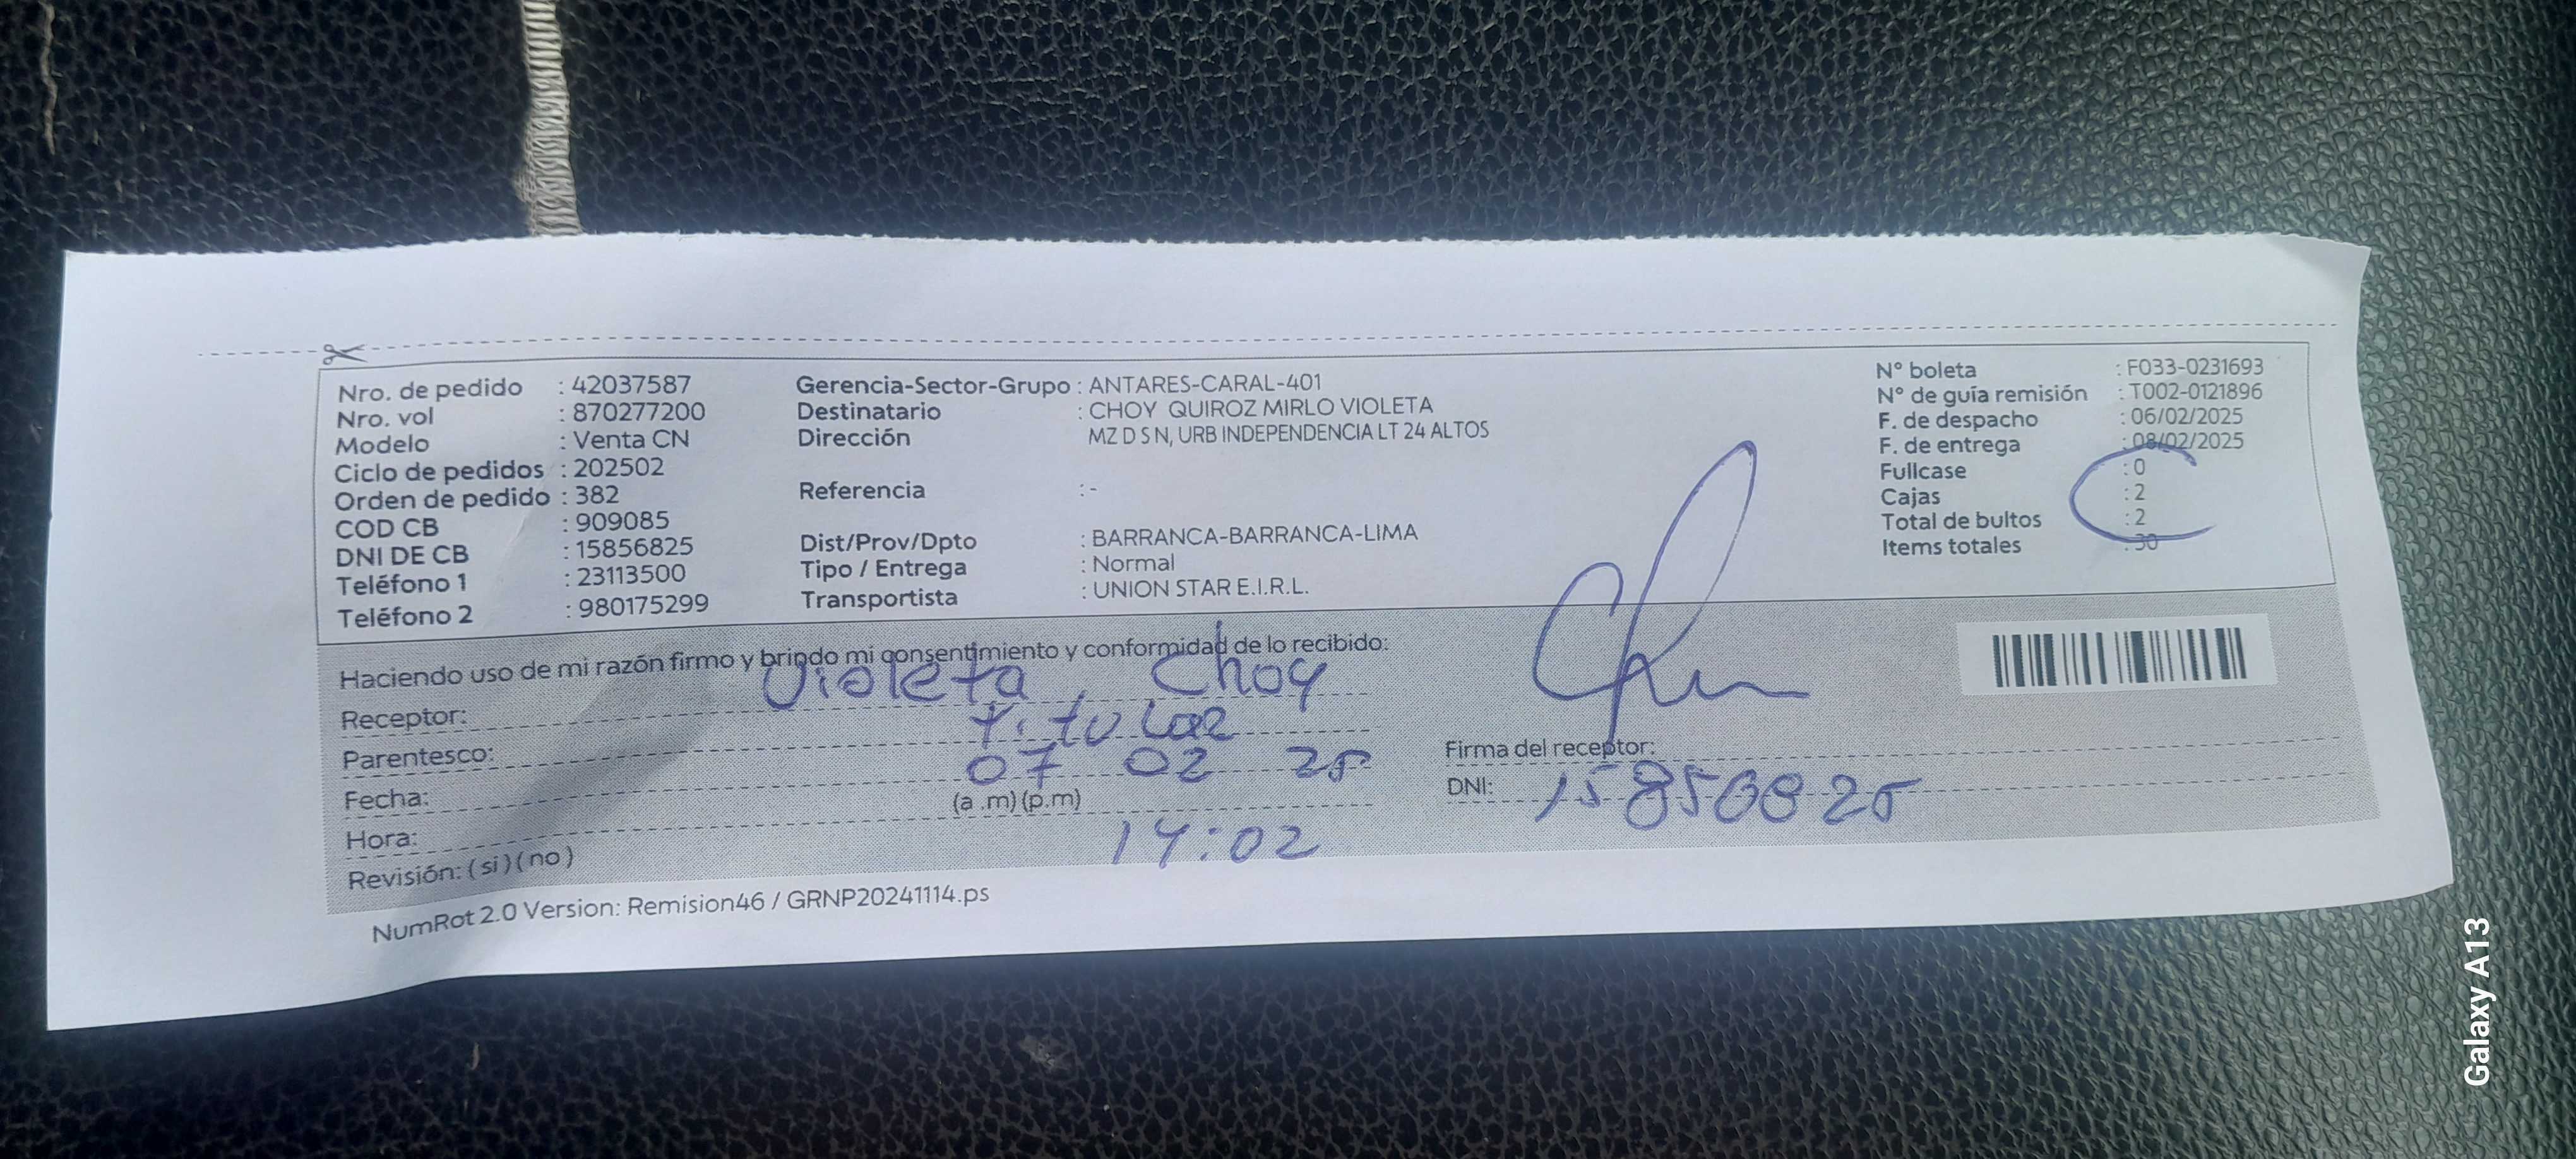 Nro. de pedido : 42037587
Nro. vol : 870277200
Modelo : Venta CN
Ciclo de pedidos : 202502
Orden de pedido : 382
COD CB : 909085
DNI DE CB : 15856825
Teléfono 1 : 23113500
Teléfono 2 : 980175299
Gerencia-Sector-Grupo : ANTARES-CARAL-401
Destinatario : CHOY QUIROZ MIRLO VIOLETA
Dirección MZ D S N, URB INDEPENDENCIA LT 24 ALTOS
Referencia : -
Dist/Prov/Dpto : BARRANCA-BARRANCA-LIMA
Tipo / Entrega : Normal
Transportista : UNION STAR E.I.R.L.
N° boleta : F033-0231693
N° de guía remisión : T002-0121896
F. de despacho : 06/02/2025
F. de entrega : 08/02/2025
Fullcase : 0
Cajas : 2
Total de bultos : 2
Items totales : 30
Haciendo uso de mi razón firmo y brindo mi consentimiento y conformidad de lo recibido:
Receptor: Violeta, Choy
Parentesco: Titular
Fecha: 07 02 25
(a .m) (p.m)
Hora: 14:02
Revisión: ( si ) ( no )
Firma del receptor:
DNI:
NumRot 2.0 Version: Remision46 / GRNP20241114.ps
Galaxy A13